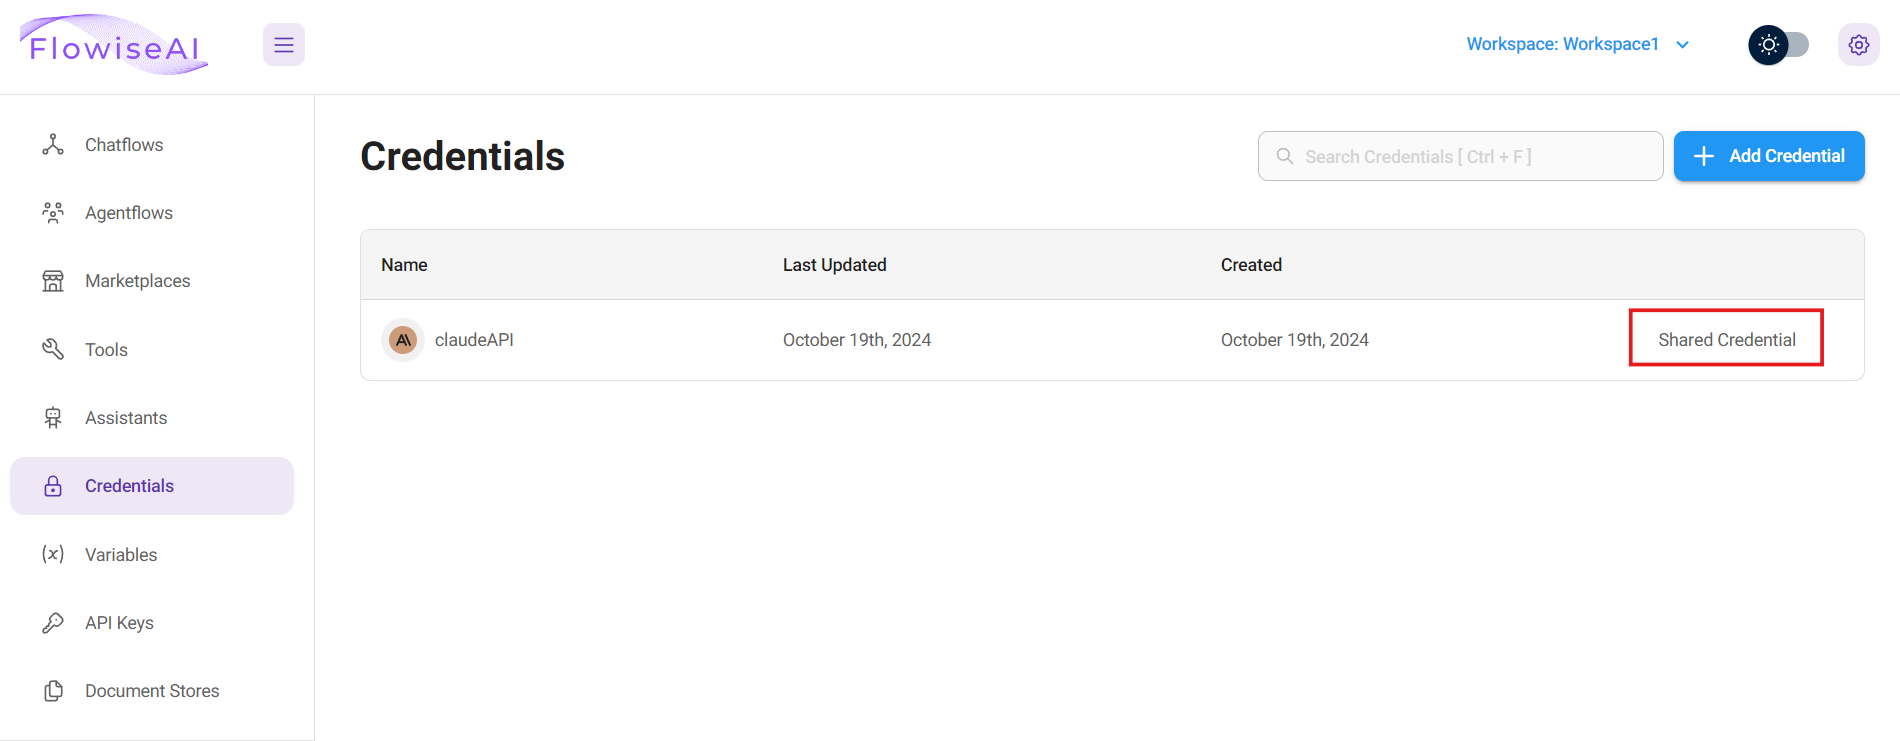 FlowiseAI
Workspace: Workspace1
Chatflows
Agentflows
Marketplaces
Tools
Assistants
Credentials
Variables
API Keys
Document Stores
Credentials
Search Credentials [ Ctrl + F ]
Add Credential
Name Last Updated Created
claudeAPI October 19th, 2024 October 19th, 2024 Shared Credential